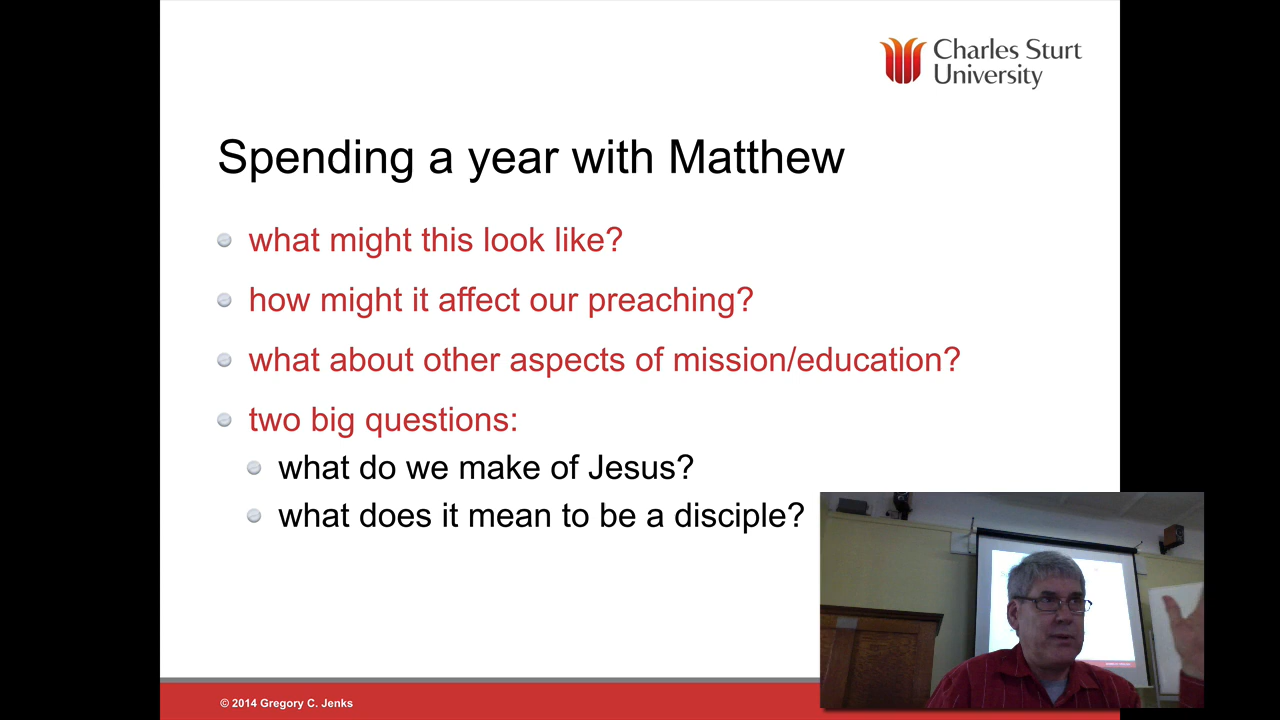 Charles Sturt
University
Spending a year with Matthew
what might this look like?
how might it affect our preaching?
what about other aspects of mission/education?
two big questions:
what do we make of Jesus?
what does it mean to be a disciple?
© 2014 Gregory C. Jenks